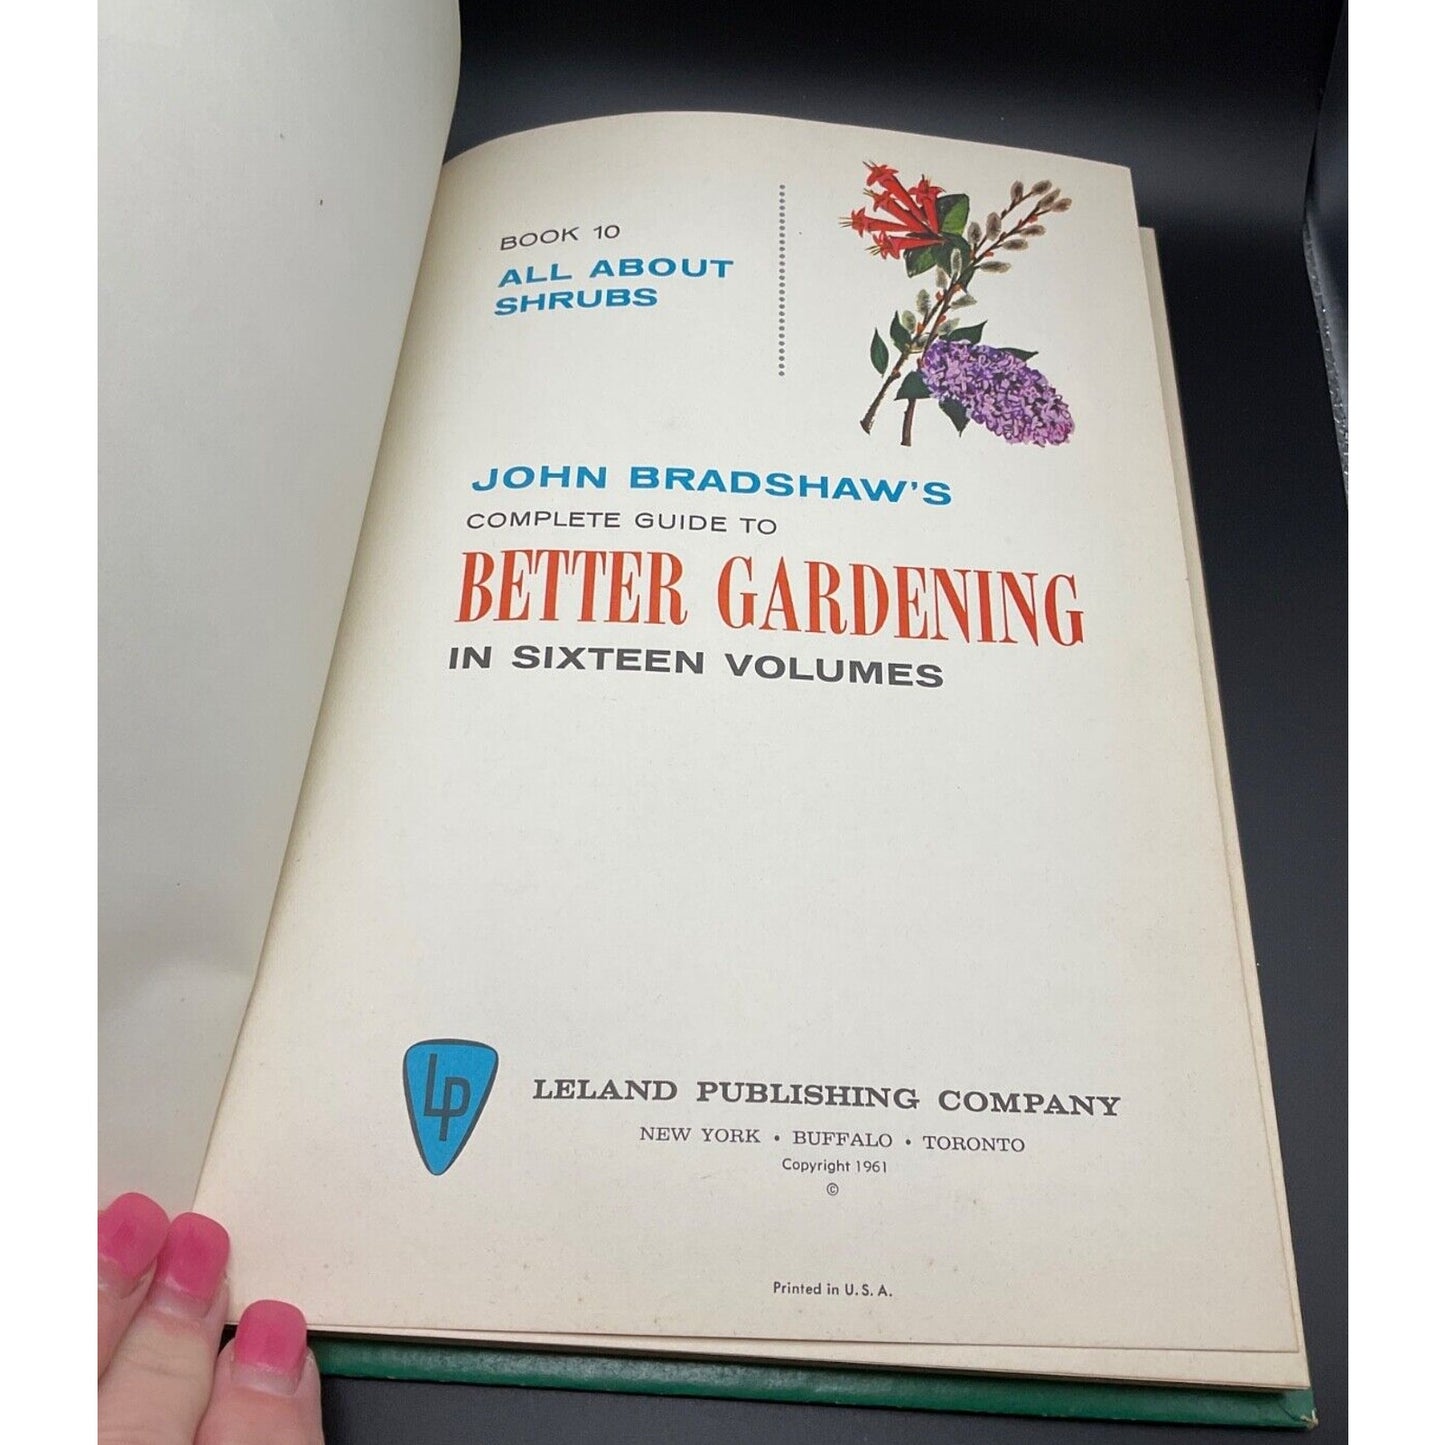 BOOK 10
ALL ABOUT
SHRUBS
JOHN BRADSHAW'S
COMPLETE GUIDE TO
BETTER GARDENING
IN SIXTEEN VOLUMES
LP
LELAND PUBLISHING COMPANY
NEW YORK • BUFFALO • TORONTO
Copyright 1961
©
Printed in U. S. A.